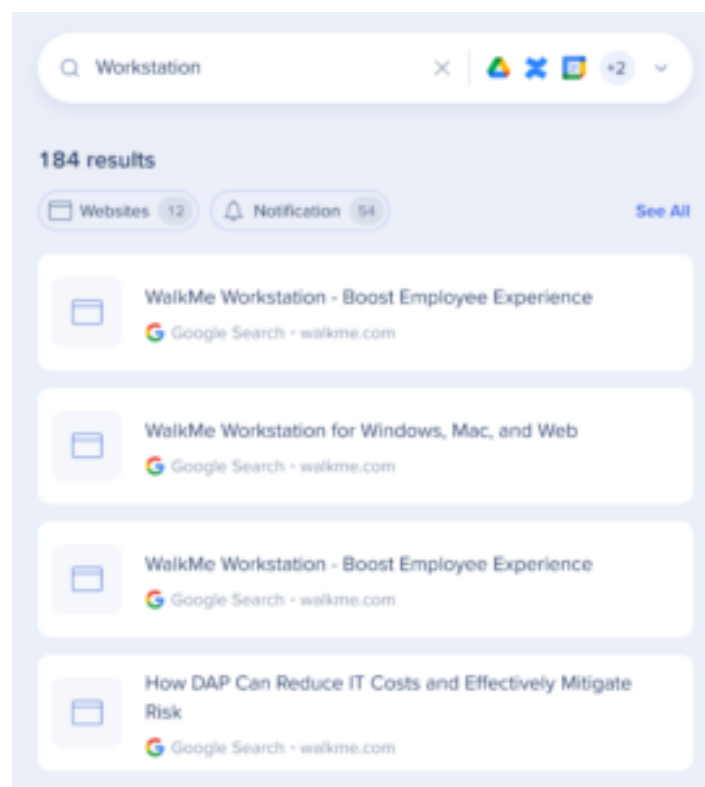 Workstation
+2
184 results
Websites 12
Notification 54
See All
WalkMe Workstation - Boost Employee Experience
Google Search • walkme.com
WalkMe Workstation for Windows, Mac, and Web
Google Search • walkme.com
WalkMe Workstation - Boost Employee Experience
Google Search • walkme.com
How DAP Can Reduce IT Costs and Effectively Mitigate
Risk
Google Search • walkme.com